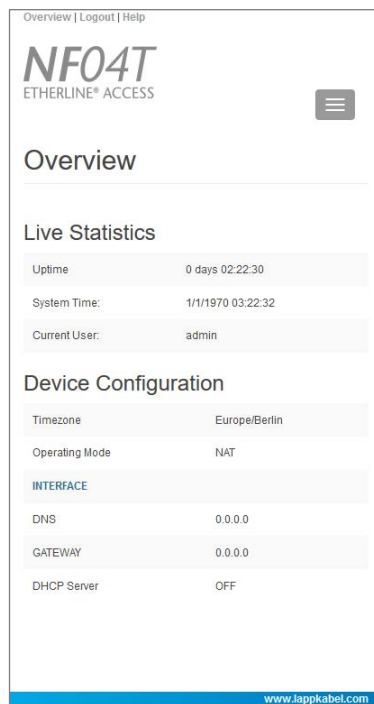 Overview | Logout | Help
NF04T
ETHERLINE® ACCESS
Overview
Live Statistics
Uptime 0 days 02:22:30
System Time: 1/1/1970 03:22:32
Current User: admin
Device Configuration
Timezone Europe/Berlin
Operating Mode NAT
INTERFACE
DNS 0.0.0.0
GATEWAY 0.0.0.0
DHCP Server OFF
www.lappkabel.com